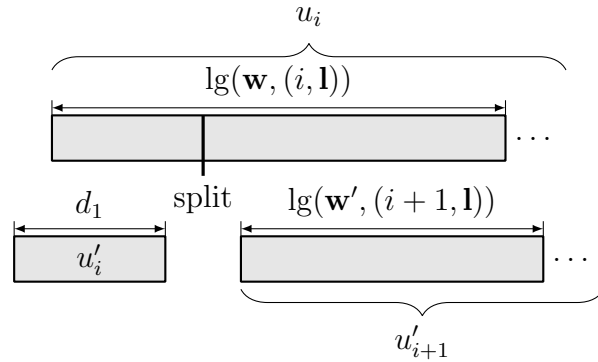 u_i
lg(w, (i, l))
...
split
d_1
lg(w', (i + 1, l))
u'_i
...
u'_{i+1}